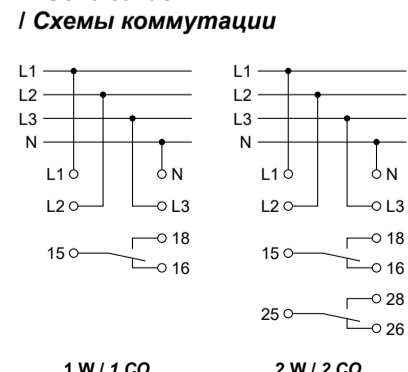 / Схемы коммутации
L1 L1
L2 L2
L3 L3
N N
L1 N L1 N
L2 L3 L2 L3
15 18 15 18
16 16
25 28
26
1 W / 1 CO 2 W / 2 CO